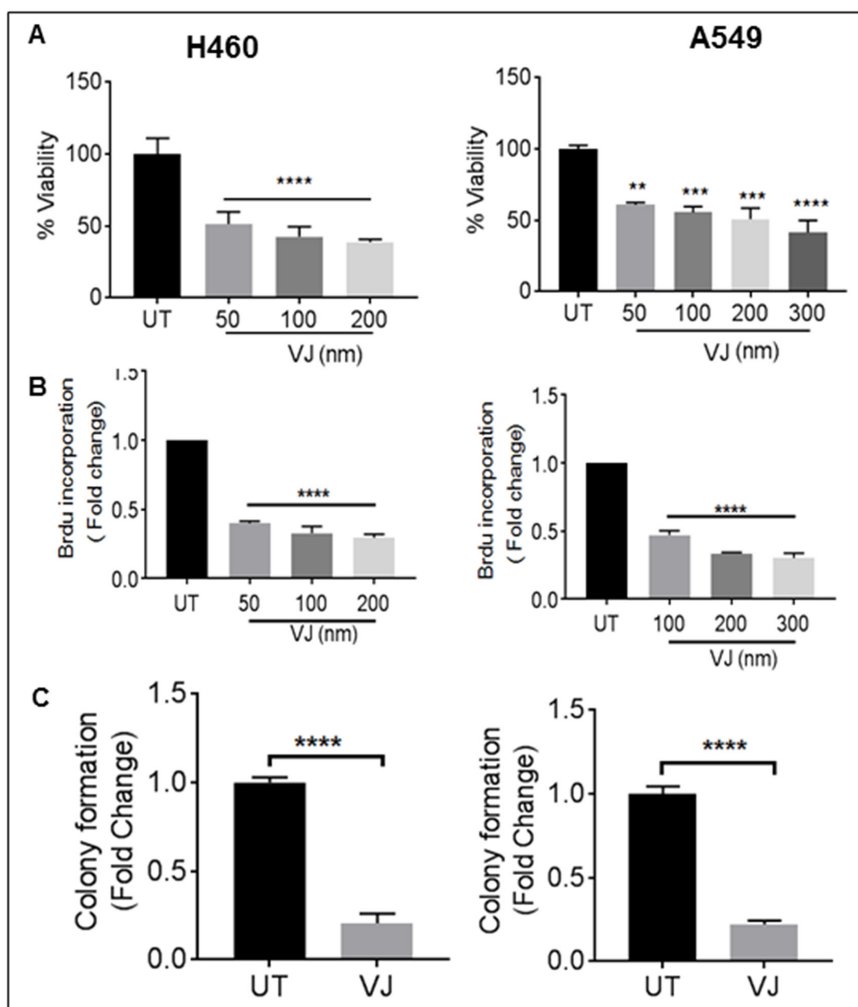 A
H460
A549
% Viability
150
100
50
0
****
UT
50
100
200
VJ (nm)
% Viability
150
100
50
0
**
***
***
****
UT
50
100
200
300
VJ (nm)
B
Brdu incorporation
( Fold change)
1.5
1.0
0.5
0.0
****
UT
50
100
200
VJ (nm)
Brdu incorporation
( Fold change)
1.5
1.0
0.5
0.0
****
UT
100
200
300
VJ (nm)
C
Colony formation
(Fold Change)
1.5
1.0
0.5
0.0
****
UT
VJ
Colony formation
(Fold Change)
1.5
1.0
0.5
0.0
****
UT
VJ